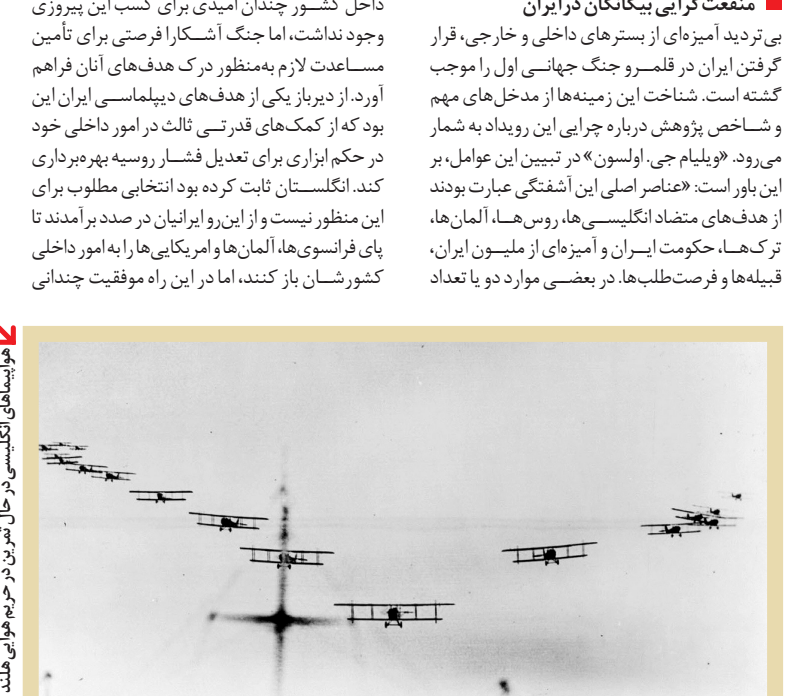 منفعت‌گرایی بیگانگان در ایران
بی‌تردید آمیزه‌ای از بسترهای داخلی و خارجی، قرار
گرفتن ایران در قلمرو جنگ جهانی اول را موجب
گشته است. شناخت این زمینه‌ها از مدخل‌های مهم
و شاخص پژوهش درباره چرایی این رویداد به شمار
می‌رود. «ویلیام جی. اولسون» در تبیین این عوامل، بر
این باور است: «عناصر اصلی این آشفتگی عبارت بودند
از هدف‌های متضاد انگلیسی‌ها، روس‌ها، آلمان‌ها،
ترک‌ها، حکومت ایران و آمیزه‌ای از ملیون ایران،
قبیله‌ها و فرصت‌طلب‌ها. در بعضی موارد دو یا تعداد
داخل کشور چندان امیدی برای کسب این پیروزی
وجود نداشت، اما جنگ آشکارا فرصتی برای تأمین
مساعدت لازم به‌منظور درک هدف‌های آنان فراهم
آورد. از دیرباز یکی از هدف‌های دیپلماسی ایران این
بود که از کمک‌های قدرتی ثالث در امور داخلی خود
در حکم ابزاری برای تعدیل فشار روسیه بهره‌برداری
کند. انگلستان ثابت کرده بود انتخابی مطلوب برای
این منظور نیست و از این‌رو ایرانیان در صدد برآمدند تا
پای فرانسوی‌ها، آلمان‌ها و امریکایی‌ها را به امور داخلی
کشورشان باز کنند، اما در این راه موفقیت چندانی
هواپیماهای انگلیسی در حال تمرین در حریم هوایی هلند